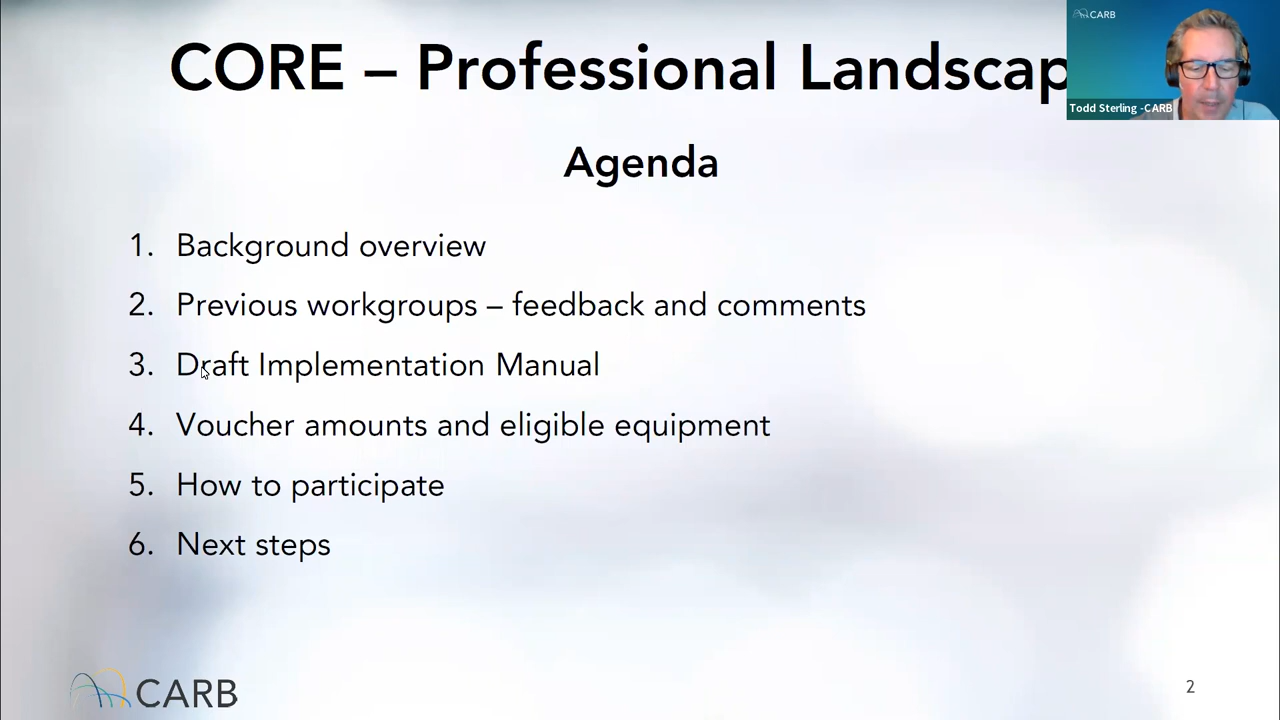 CORE – Professional Landscap
CARB
Todd Sterling -CARB
Agenda
1. Background overview
2. Previous workgroups – feedback and comments
3. Draft Implementation Manual
4. Voucher amounts and eligible equipment
5. How to participate
6. Next steps
CARB
2